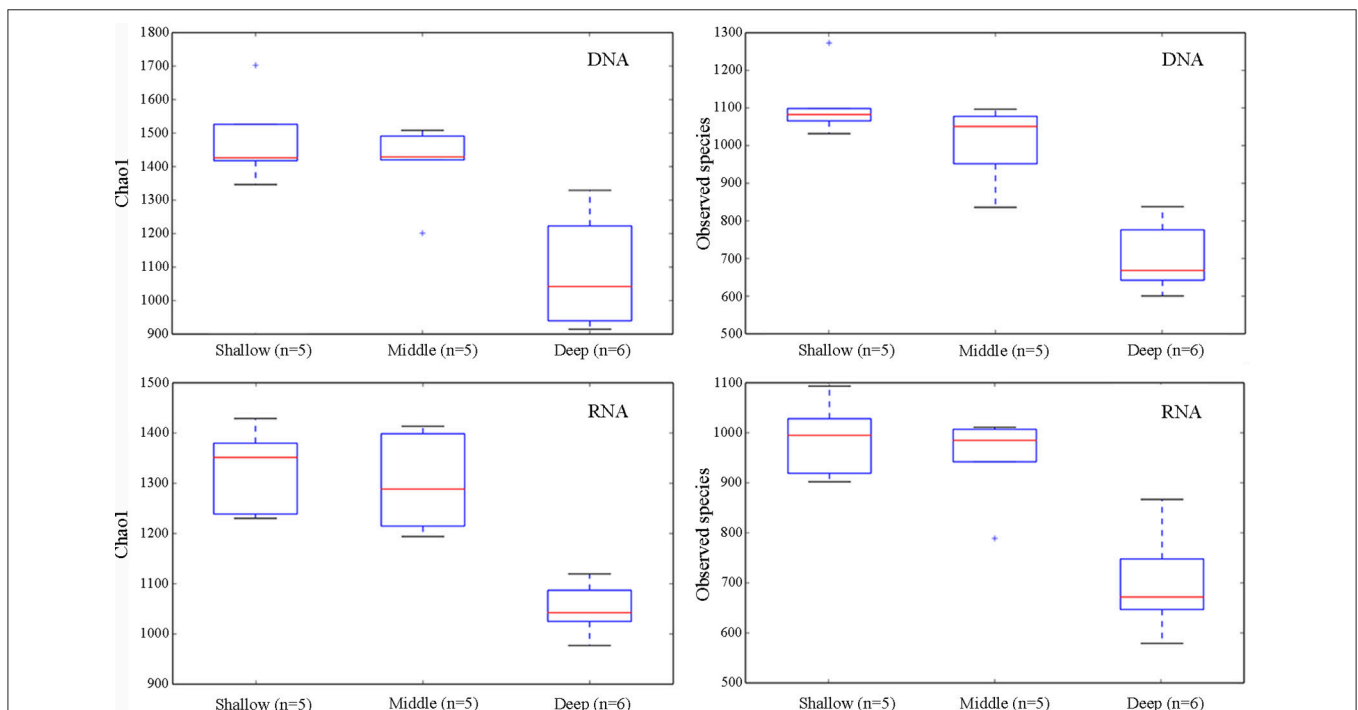 DNA
Chao1
1800
1700
1600
1500
1400
1300
1200
1100
1000
900
Shallow (n=5) Middle (n=5) Deep (n=6)
DNA
Observed species
1300
1200
1100
1000
900
800
700
600
500
Shallow (n=5) Middle (n=5) Deep (n=6)
RNA
Chao1
1500
1400
1300
1200
1100
1000
900
Shallow (n=5) Middle (n=5) Deep (n=6)
RNA
Observed species
1100
1000
900
800
700
600
500
Shallow (n=5) Middle (n=5) Deep (n=6)